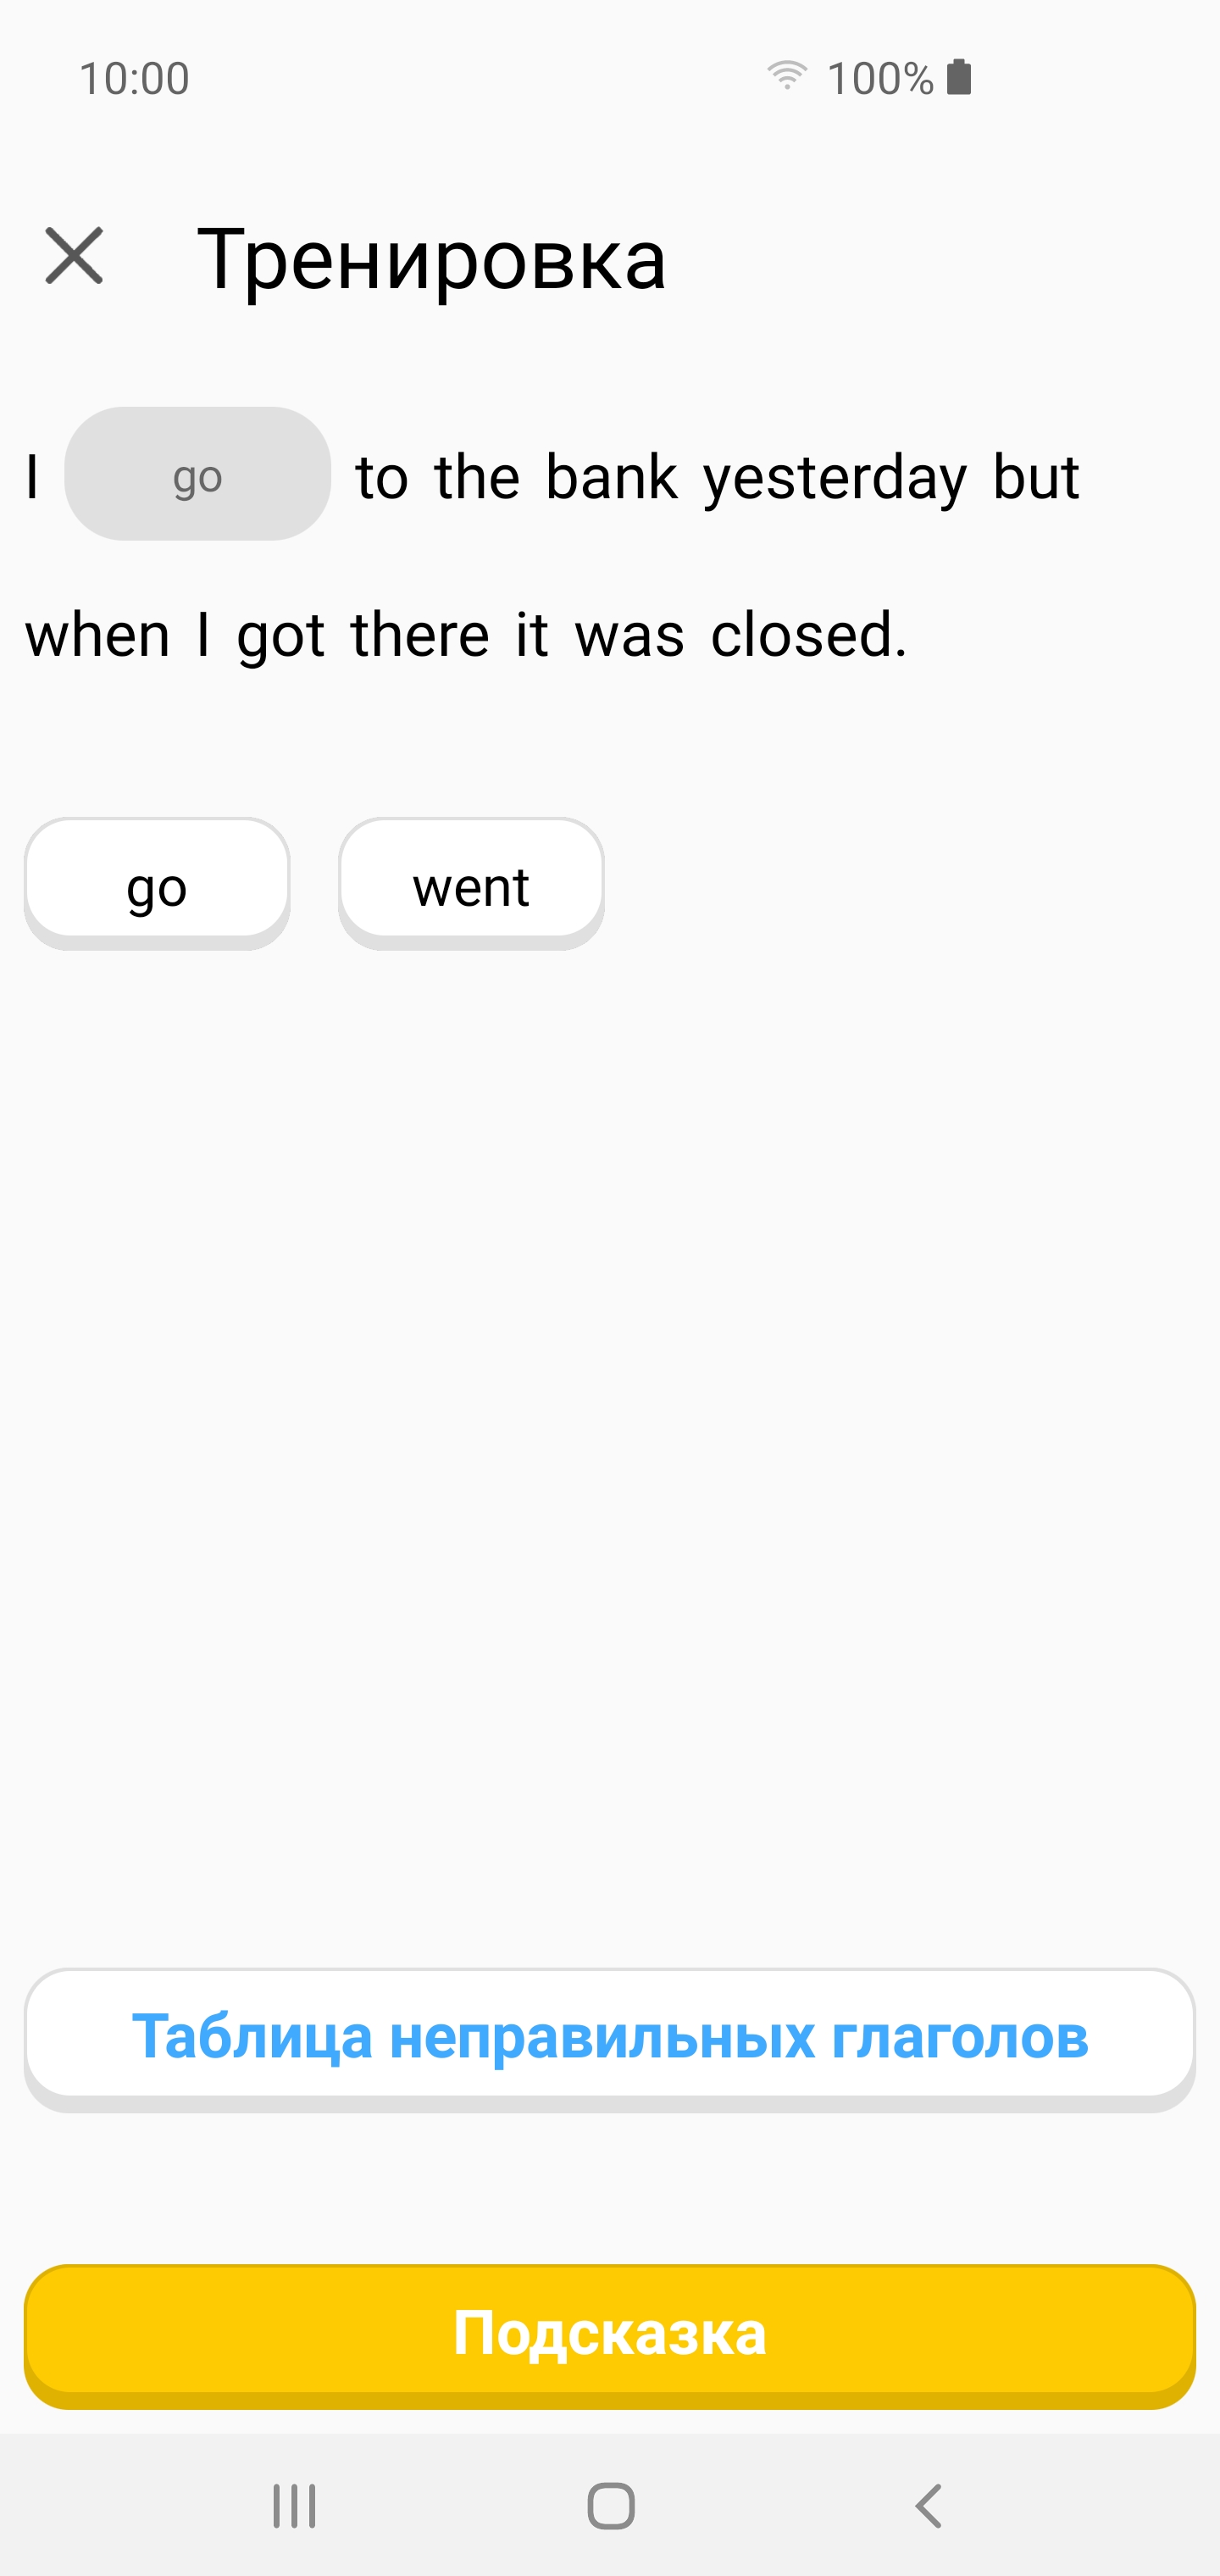 10:00 100%
Тренировка
I go to the bank yesterday but
when I got there it was closed.
go went
Таблица неправильных глаголов
Подсказка